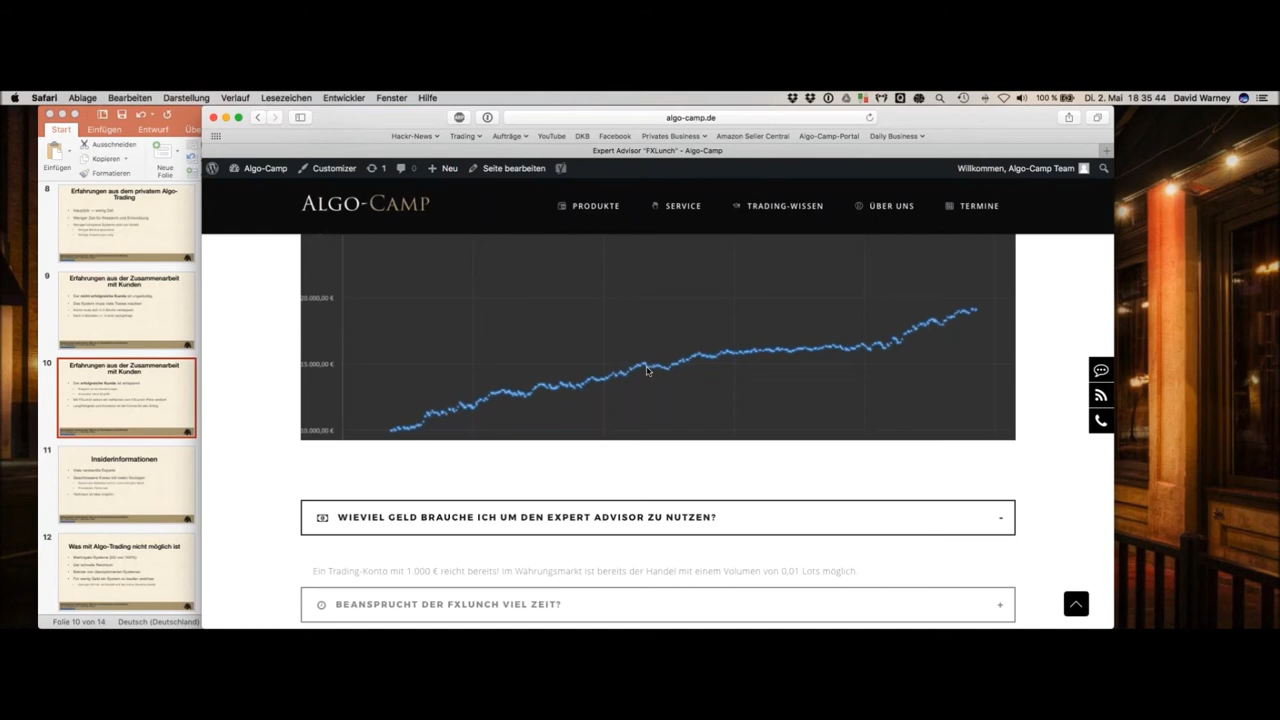 Safari Ablage Bearbeiten Darstellung Verlauf Lesezeichen Entwickler Fenster Hilfe
100 % Di. 2. Mai 18 35 44 David Warney
Start Einfügen Entwurf Übe
Einfügen
Ausschneiden
Kopieren
Formatieren
Neue
Folie
8
Erfahrungen aus dem privatem Algo-
Trading
9
Erfahrungen aus der Zusammenarbeit
mit Kunden
10
Erfahrungen aus der Zusammenarbeit
mit Kunden
11
Insiderinformationen
12
Was mit Algo-Trading nicht möglich ist
Folie 10 von 14 Deutsch (Deutschland)
algo-camp.de
Hackr-News Trading Aufträge YouTube DKB Facebook Privates Business Amazon Seller Central Algo-Camp-Portal Daily Business
Expert Advisor "FXLunch" - Algo-Camp
Algo-Camp Customizer 1 0 Neu Seite bearbeiten
Willkommen, Algo-Camp Team
ALGO-CAMP
PRODUKTE SERVICE TRADING-WISSEN ÜBER UNS TERMINE
20.000,00 €
15.000,00 €
10.000,00 €
WIEVIEL GELD BRAUCHE ICH UM DEN EXPERT ADVISOR ZU NUTZEN? -
Ein Trading-Konto mit 1 000 € reicht bereits! Im Währungsmarkt ist bereits der Handel mit einem Volumen von 0,01 Lots möglich.
BEANSPRUCHT DER FXLUNCH VIEL ZEIT? +